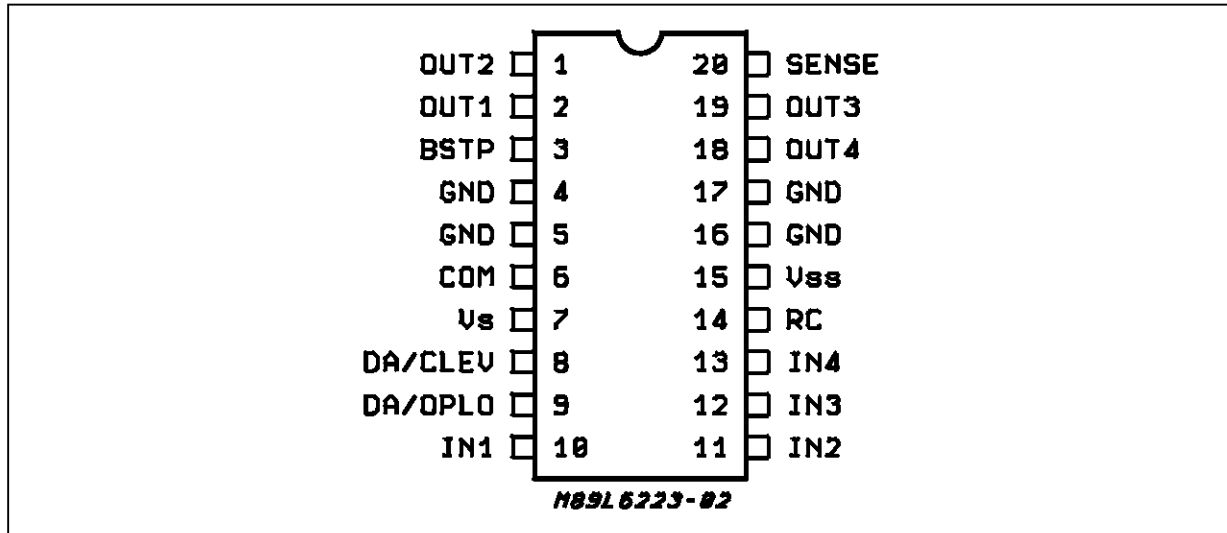 OUT2 1 20 SENSE
OUT1 2 19 OUT3
BSTP 3 18 OUT4
GND 4 17 GND
GND 5 16 GND
COM 6 15 Vss
Vs 7 14 RC
DA/CLEV 8 13 IN4
DA/OPLO 9 12 IN3
IN1 10 11 IN2
M89L6223-02